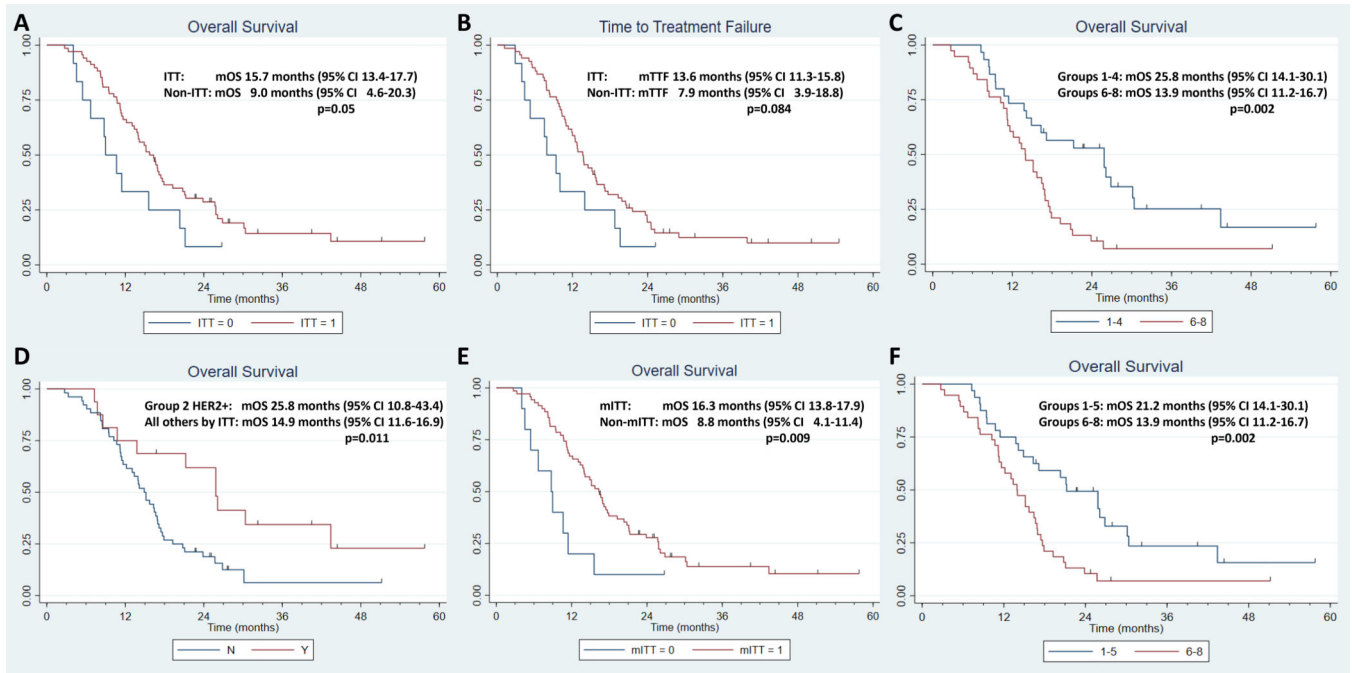 A
Overall Survival
ITT: mOS 15.7 months (95% CI 13.4-17.7)
Non-ITT: mOS 9.0 months (95% CI 4.6-20.3)
p=0.05
1.00
0.75
0.50
0.25
0.00
0 12 24 36 48 60
Time (months)
ITT = 0 ITT = 1
B
Time to Treatment Failure
ITT: mTTF 13.6 months (95% CI 11.3-15.8)
Non-ITT: mTTF 7.9 months (95% CI 3.9-18.8)
p=0.084
1.00
0.75
0.50
0.25
0.00
0 12 24 36 48 60
Time (months)
ITT = 0 ITT = 1
C
Overall Survival
Groups 1-4: mOS 25.8 months (95% CI 14.1-30.1)
Groups 6-8: mOS 13.9 months (95% CI 11.2-16.7)
p=0.002
1.00
0.75
0.50
0.25
0.00
0 12 24 36 48 60
Time (months)
1-4 6-8
D
Overall Survival
Group 2 HER2+: mOS 25.8 months (95% CI 10.8-43.4)
All others by ITT: mOS 14.9 months (95% CI 11.6-16.9)
p=0.011
1.00
0.75
0.50
0.25
0.00
0 12 24 36 48 60
Time (months)
N Y
E
Overall Survival
mITT: mOS 16.3 months (95% CI 13.8-17.9)
Non-mITT: mOS 8.8 months (95% CI 4.1-11.4)
p=0.009
1.00
0.75
0.50
0.25
0.00
0 12 24 36 48 60
Time (months)
mITT = 0 mITT = 1
F
Overall Survival
Groups 1-5: mOS 21.2 months (95% CI 14.1-30.1)
Groups 6-8: mOS 13.9 months (95% CI 11.2-16.7)
p=0.002
1.00
0.75
0.50
0.25
0.00
0 12 24 36 48 60
Time (months)
1-5 6-8